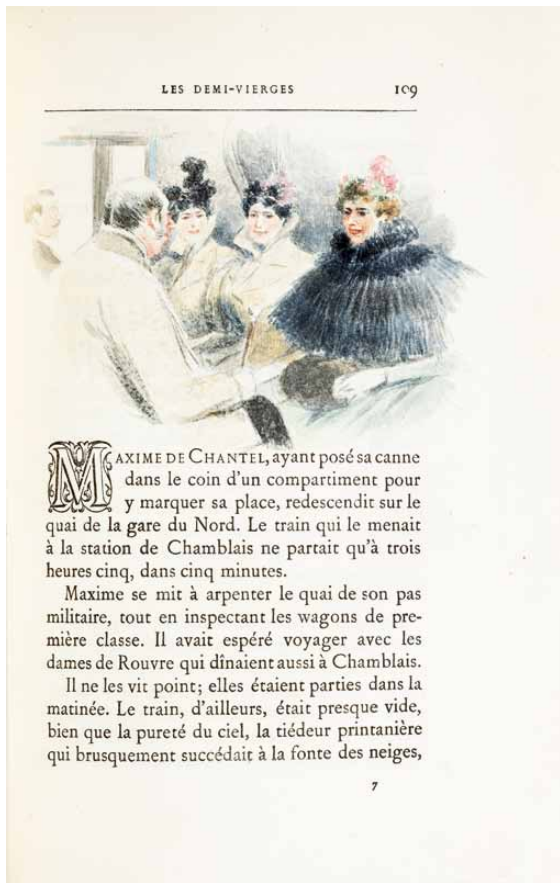 LES DEMI-VIERGES 109
MAXIME DE CHANTEL, ayant posé sa canne
dans le coin d'un compartiment pour
y marquer sa place, redescendit sur le
quai de la gare du Nord. Le train qui le menait
à la station de Chamblais ne partait qu'à trois
heures cinq, dans cinq minutes.
Maxime se mit à arpenter le quai de son pas
militaire, tout en inspectant les wagons de pre-
mière classe. Il avait espéré voyager avec les
dames de Rouvre qui dînaient aussi à Chamblais.
Il ne les vit point; elles étaient parties dans la
matinée. Le train, d'ailleurs, était presque vide,
bien que la pureté du ciel, la tiédeur printanière
qui brusquement succédait à la fonte des neiges,
7